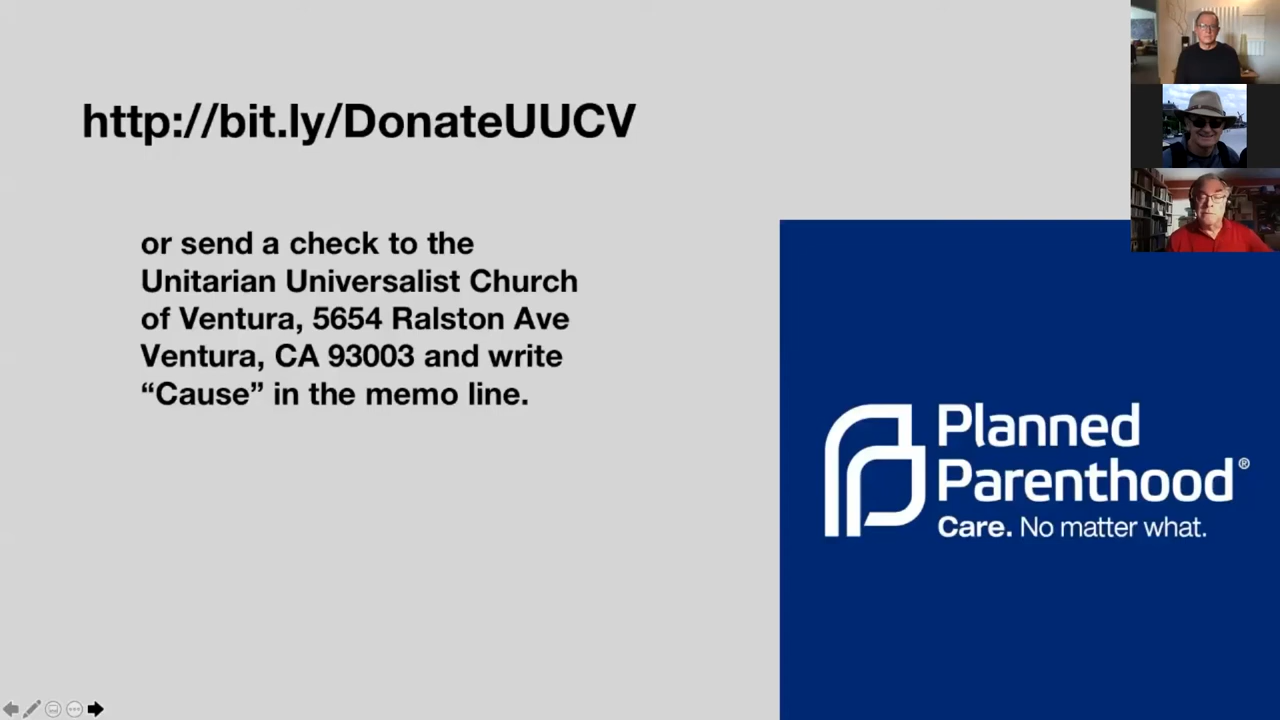 http://bit.ly/DonateUUCV
or send a check to the
Unitarian Universalist Church
of Ventura, 5654 Ralston Ave
Ventura, CA 93003 and write
“Cause” in the memo line.
Planned
Parenthood®
Care. No matter what.